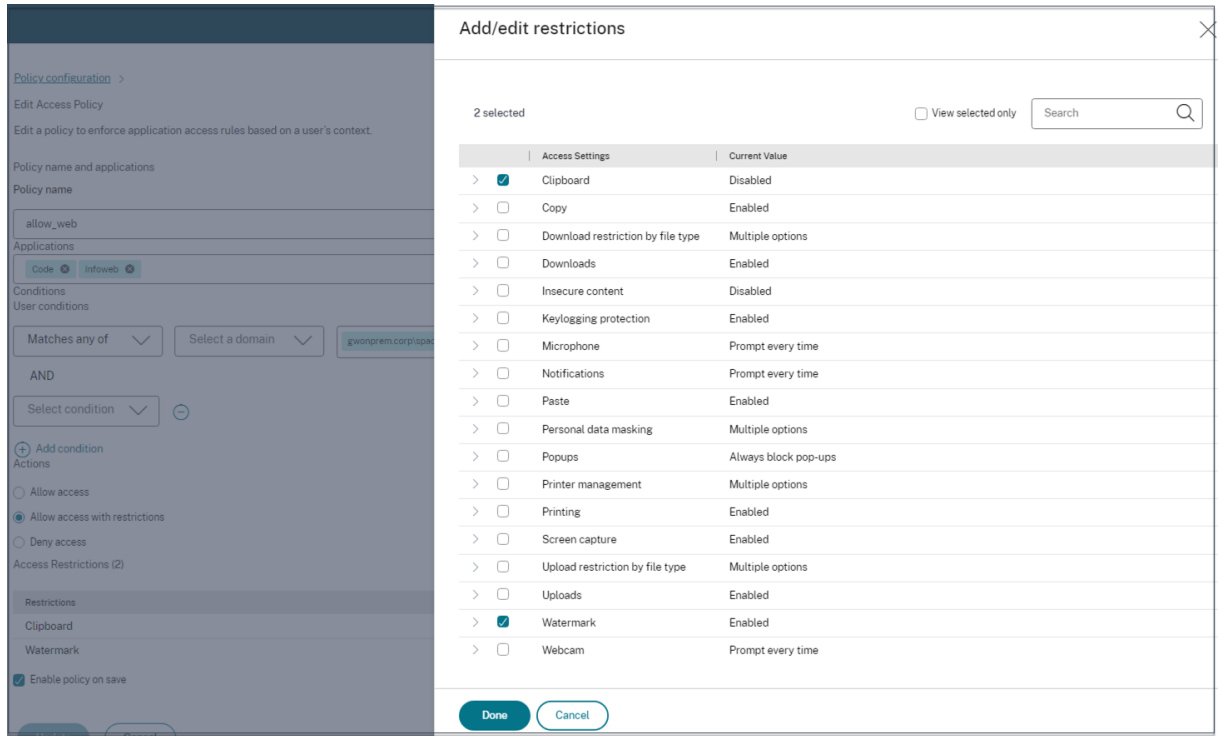 Policy configuration >
Edit Access Policy
Edit a policy to enforce application access rules based on a user's context.
Policy name and applications
Policy name
allow_web
Applications
Code Infoweb
Conditions
User conditions
Matches any of Select a domain gwonprem.corp\spac
AND
Select condition
Add condition
Actions
Allow access
Allow access with restrictions
Deny access
Access Restrictions (2)
Restrictions
Clipboard
Watermark
Enable policy on save
Add/edit restrictions
2 selected View selected only Search
Access Settings Current Value
Clipboard Disabled
Copy Enabled
Download restriction by file type Multiple options
Downloads Enabled
Insecure content Disabled
Keylogging protection Enabled
Microphone Prompt every time
Notifications Prompt every time
Paste Enabled
Personal data masking Multiple options
Popups Always block pop-ups
Printer management Multiple options
Printing Enabled
Screen capture Enabled
Upload restriction by file type Multiple options
Uploads Enabled
Watermark Enabled
Webcam Prompt every time
Done Cancel